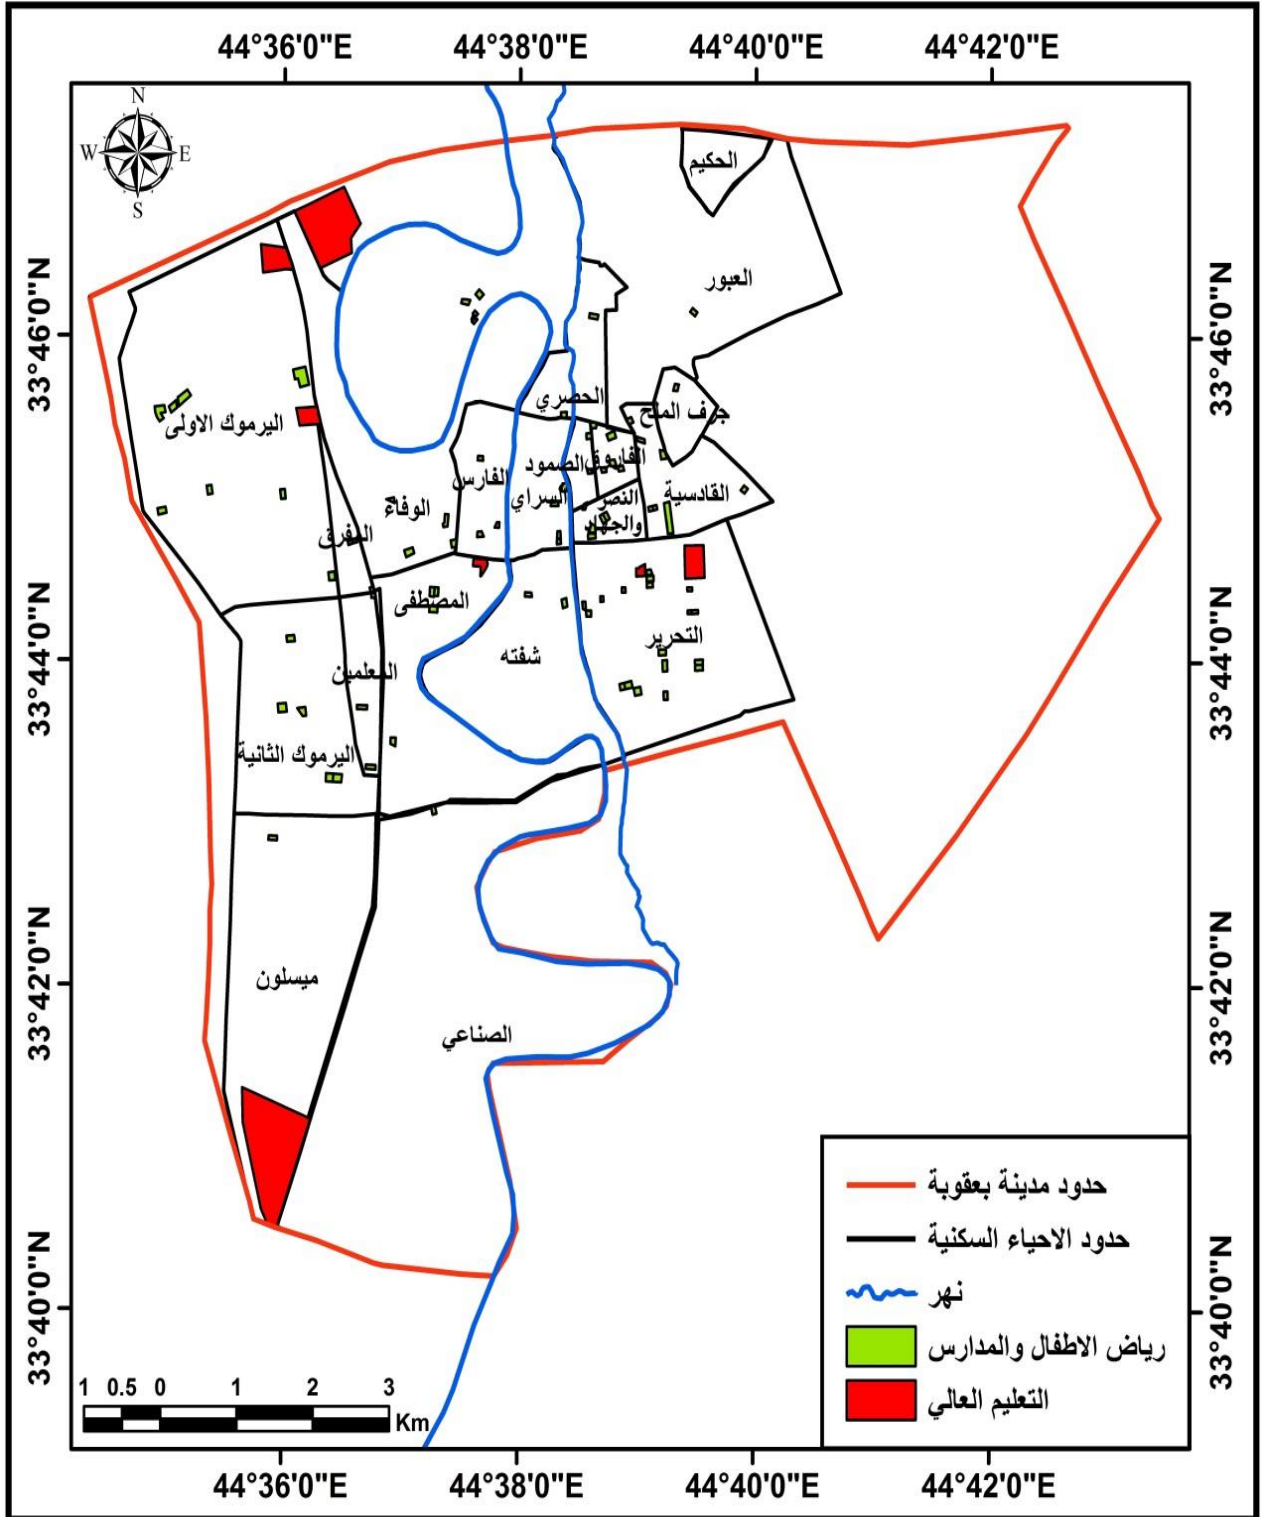 44°36'0"E 44°38'0"E 44°40'0"E 44°42'0"E
N
W E
S
33°46'0"N 33°46'0"N
33°44'0"N 33°44'0"N
33°42'0"N 33°42'0"N
33°40'0"N 33°40'0"N
الحكيم
العبور
الحصري
جرف الملح
اليرموك الاولى
الفاروق
الصمود
الفارس
السراي
القادسية
النصر
والجهاد
الوفاء
المفرق
المصطفى
التحرير
شفته
المعلمين
اليرموك الثانية
ميسلون
الصناعي
حدود مدينة بعقوبة
حدود الاحياء السكنية
نهر
رياض الاطفال والمدارس
التعليم العالي
1 0.5 0 1 2 3
Km
44°36'0"E 44°38'0"E 44°40'0"E 44°42'0"E